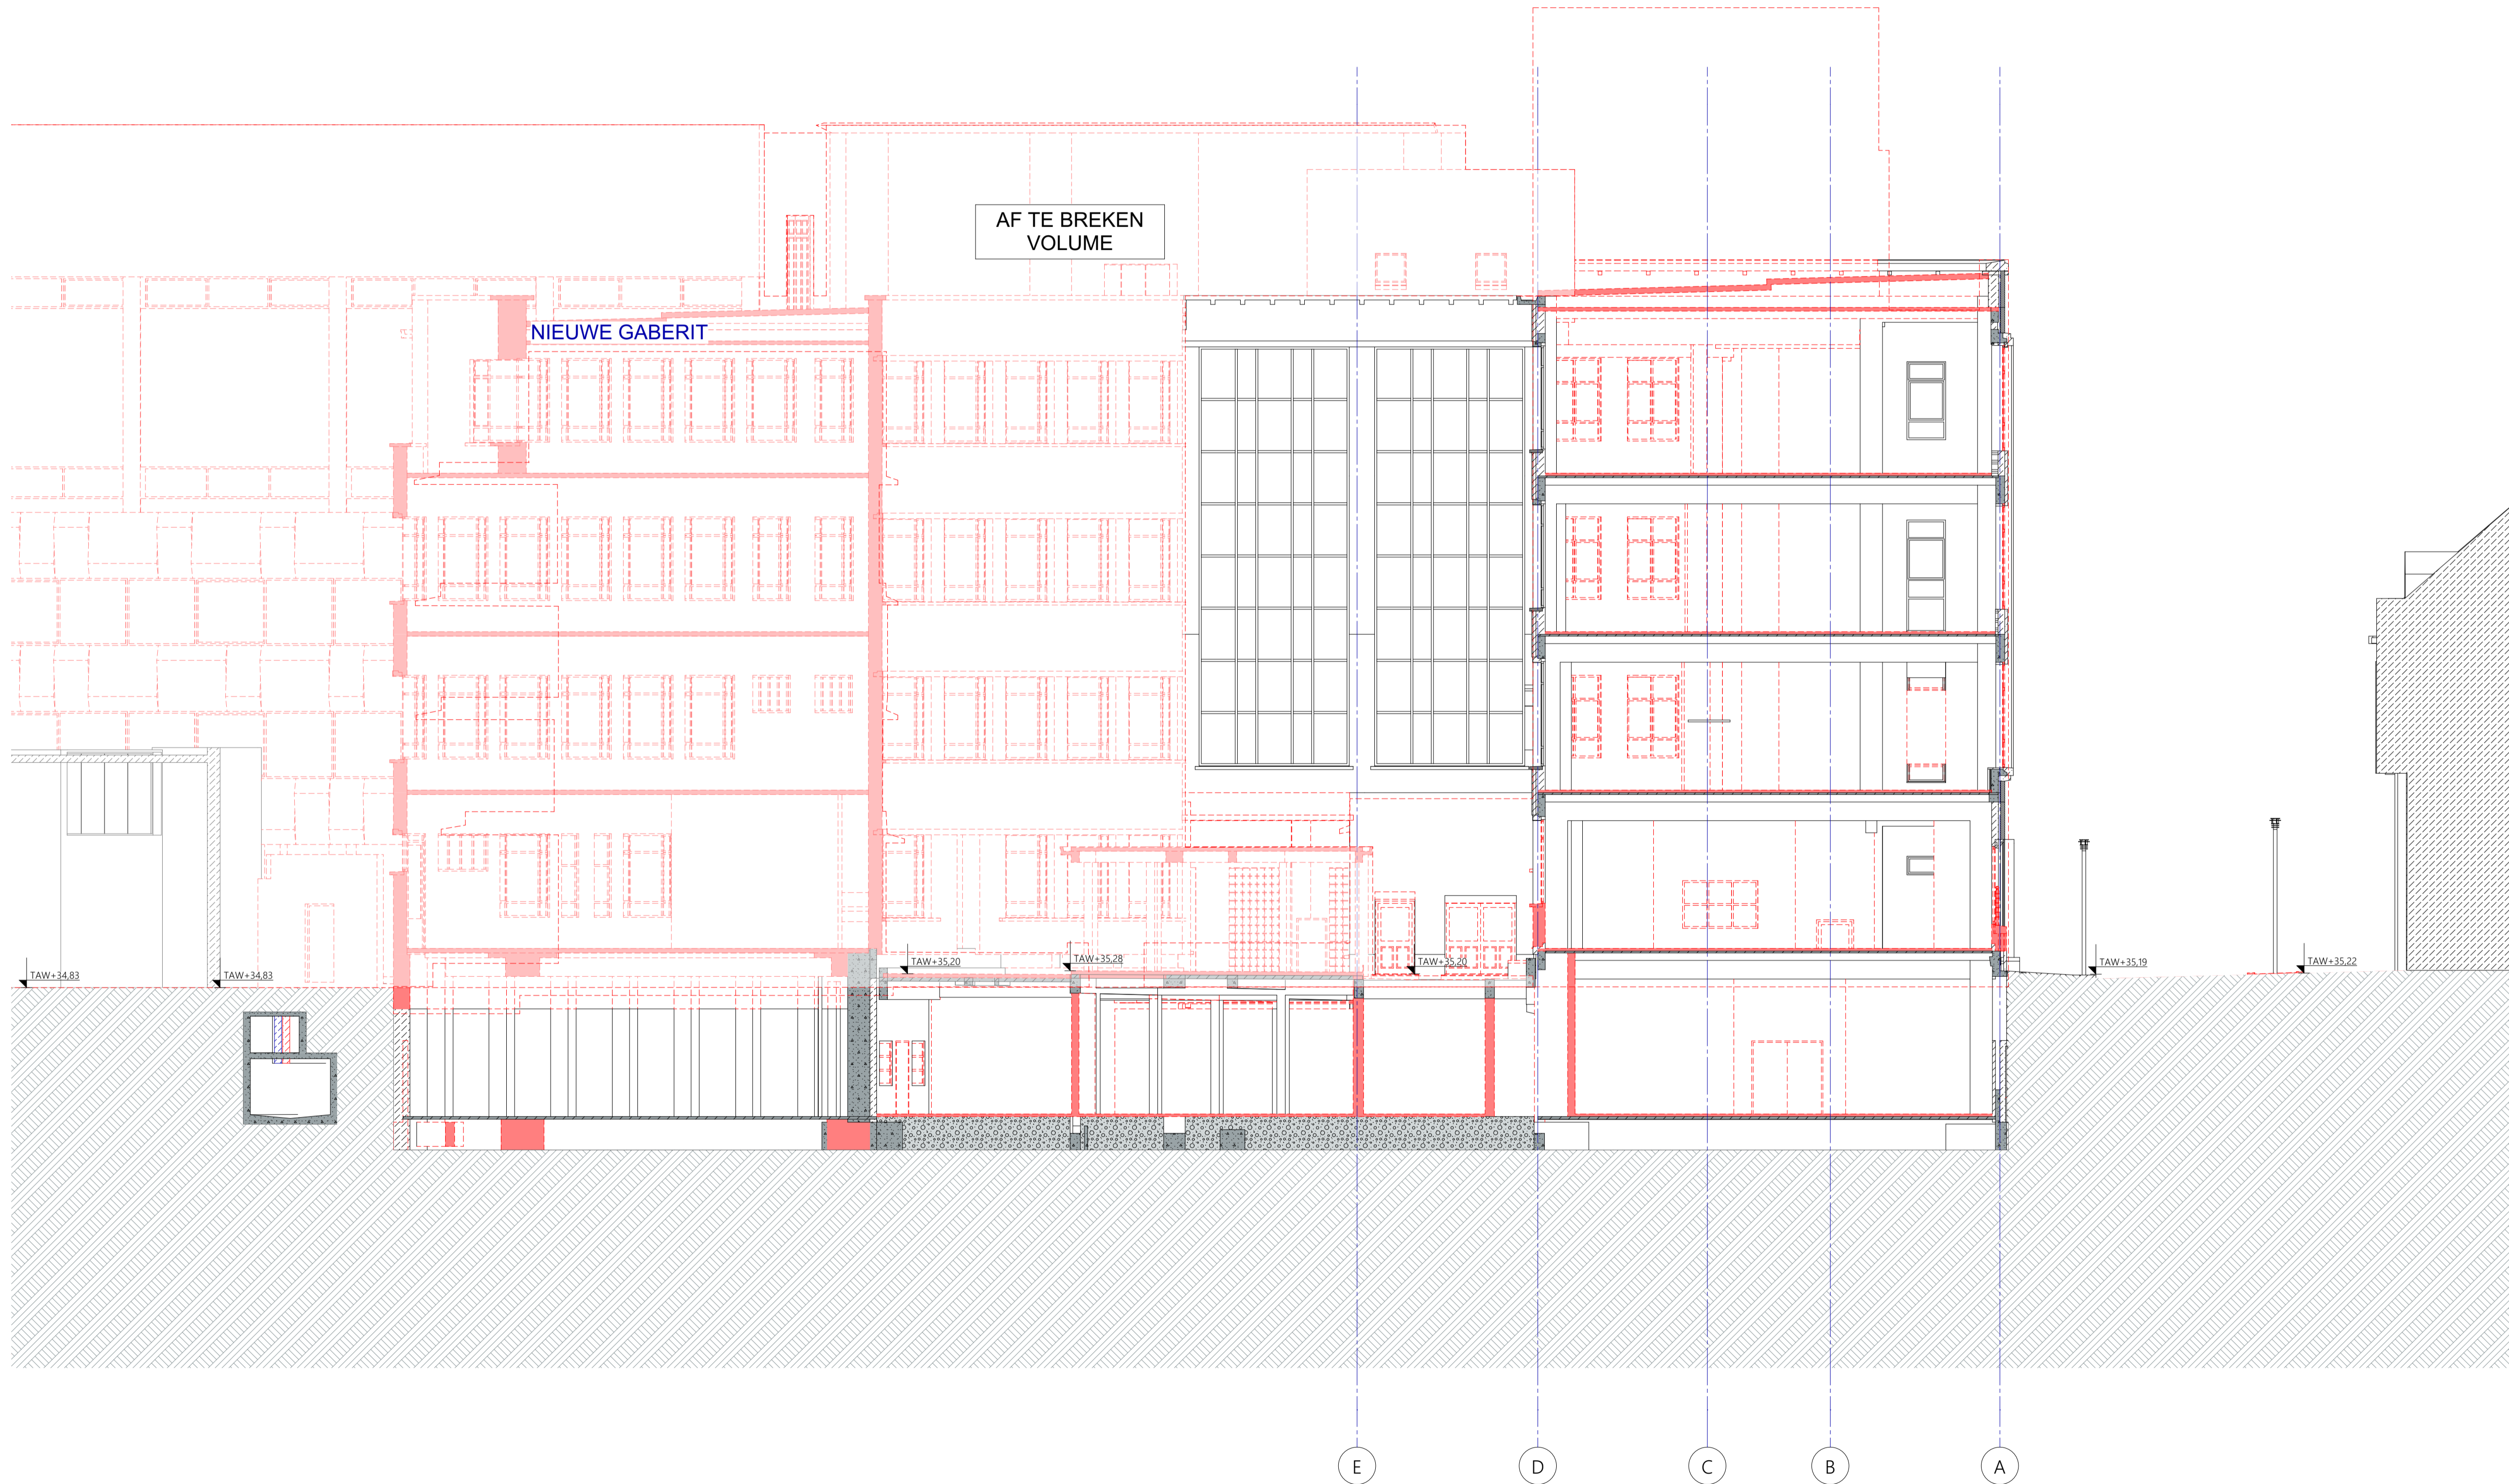 AF TE BREKEN
VOLUME
NIEUWE GABERIT
TAW+34,83
TAW+34,83
TAW+35,20
TAW+35,28
TAW+35,20
TAW+35,19
TAW+35,22
E
D
C
B
A